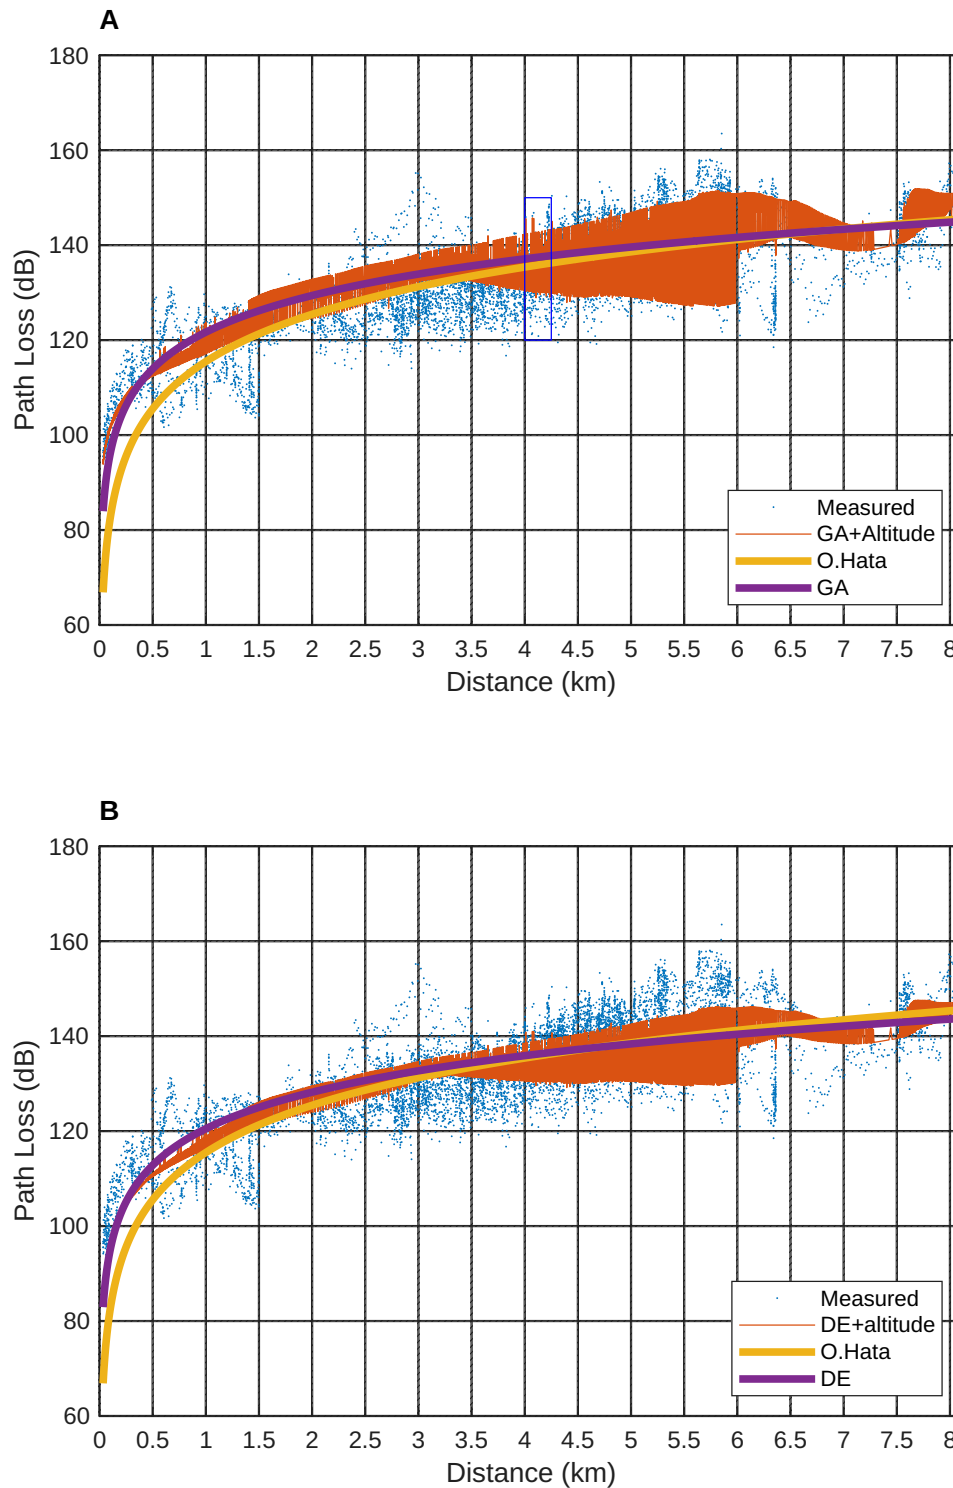 A
180
160
140
120
100
80
60
Path Loss (dB)
0 0.5 1 1.5 2 2.5 3 3.5 4 4.5 5 5.5 6 6.5 7 7.5 8
Distance (km)
Measured
GA+Altitude
O.Hata
GA
B
180
160
140
120
100
80
60
Path Loss (dB)
0 0.5 1 1.5 2 2.5 3 3.5 4 4.5 5 5.5 6 6.5 7 7.5 8
Distance (km)
Measured
DE+altitude
O.Hata
DE